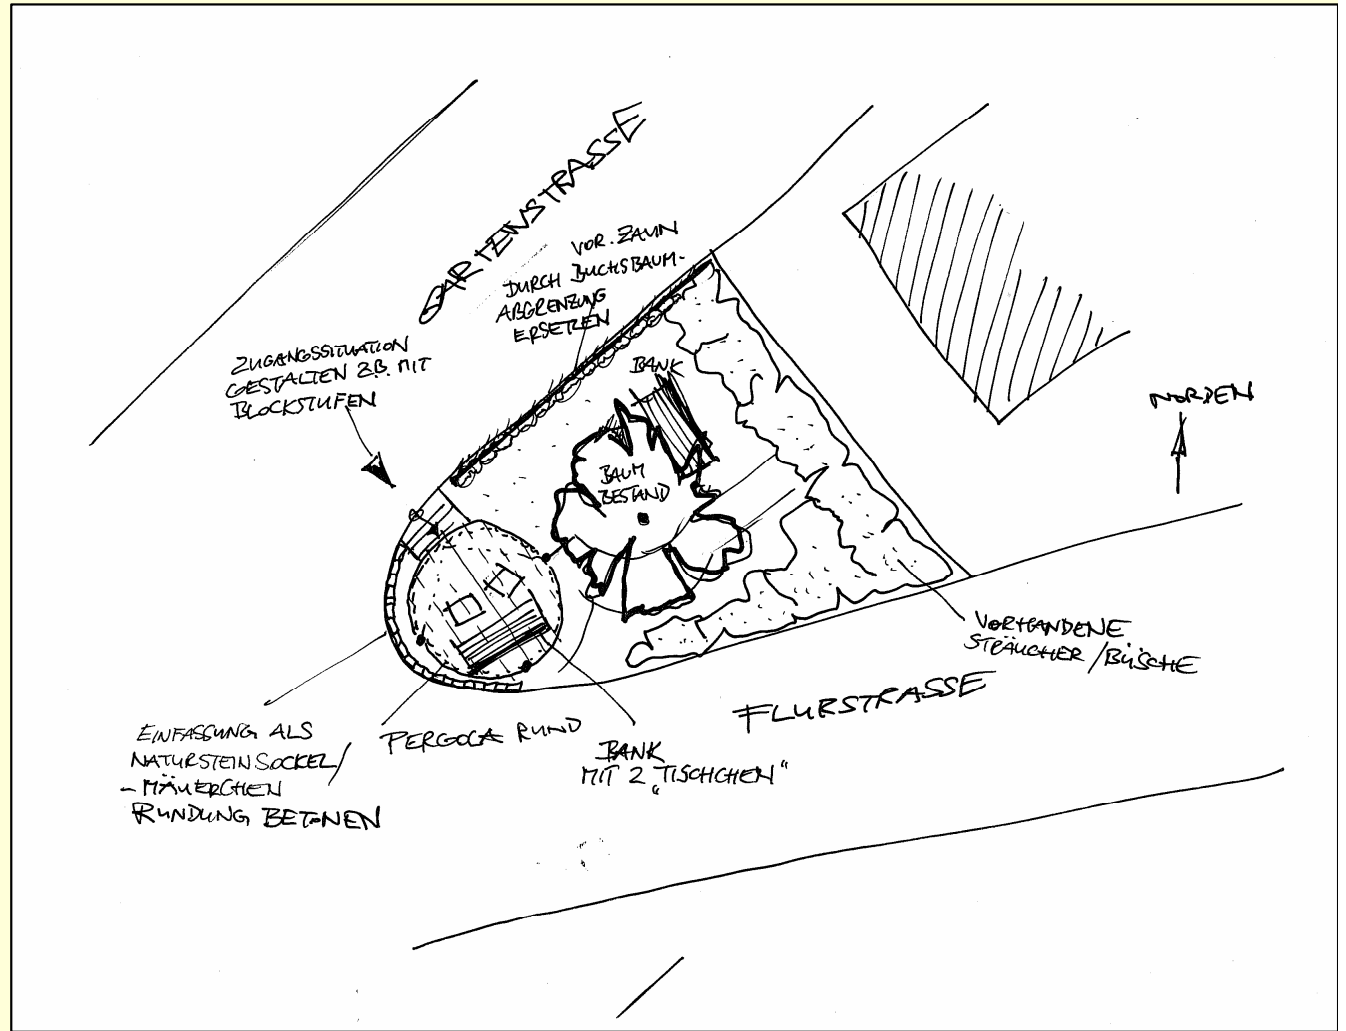 GARTENSTRASSE
VOR. ZAUN
DURCH BUCHSBAUM-
ABGRENZUNG
ERSETZEN
ZUGANGSSITUATION
GESTALTEN Z.B. MIT
BLOCKSTUFEN
BANK
BAUM
BESTAND
NORDEN
VORHANDENE
STRÄUCHER / BÜSCHE
FLURSTRASSE
EINFASSUNG ALS
NATURSTEINSOCKEL/
- MÄUERCHEN
RUNDUNG BETONEN
PERGOLA RUND
BANK
MIT 2 „TISCHCHEN"